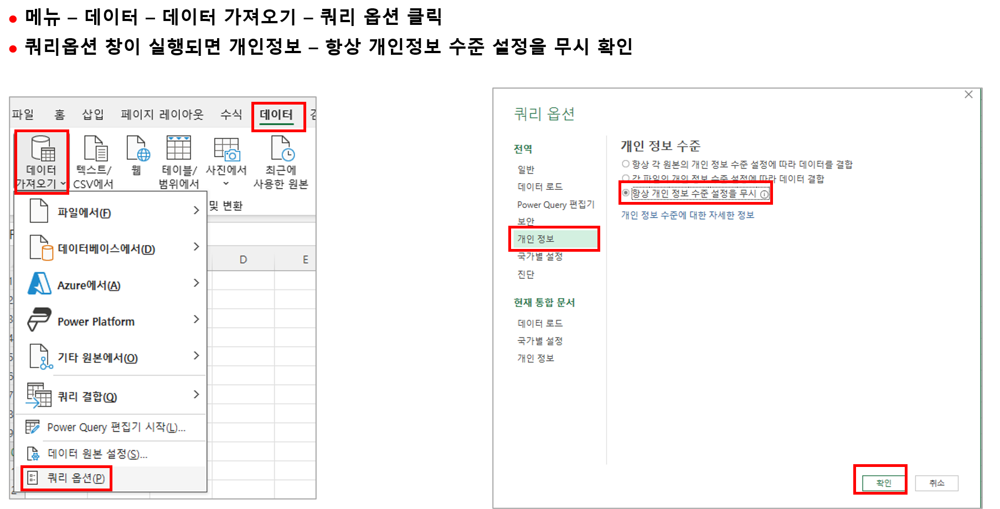 • 메뉴 – 데이터 – 데이터 가져오기 – 쿼리 옵션 클릭
• 쿼리옵션 창이 실행되면 개인정보 – 항상 개인정보 수준 설정을 무시 확인
파일 홈 삽입 페이지 레이아웃 수식 데이터
데이터 가져오기
텍스트/
CSV에서
웹
테이블/
범위에서
사진에서
최근에
사용한 원본
및 변환
파일에서(F)
데이터베이스에서(D)
Azure에서(A)
Power Platform
기타 원본에서(O)
쿼리 결합(Q)
Power Query 편집기 시작(L)...
데이터 원본 설정(S)...
쿼리 옵션(P)
D E
쿼리 옵션
전역
일반
데이터 로드
Power Query 편집기
보안
개인 정보
국가별 설정
진단
현재 통합 문서
데이터 로드
국가별 설정
개인 정보
개인 정보 수준
항상 각 원본의 개인 정보 수준 설정에 따라 데이터를 결합
각 파일의 개인 정보 수준 설정에 따라 데이터 결합
항상 개인 정보 수준 설정을 무시
개인 정보 수준에 대한 자세한 정보
확인 취소